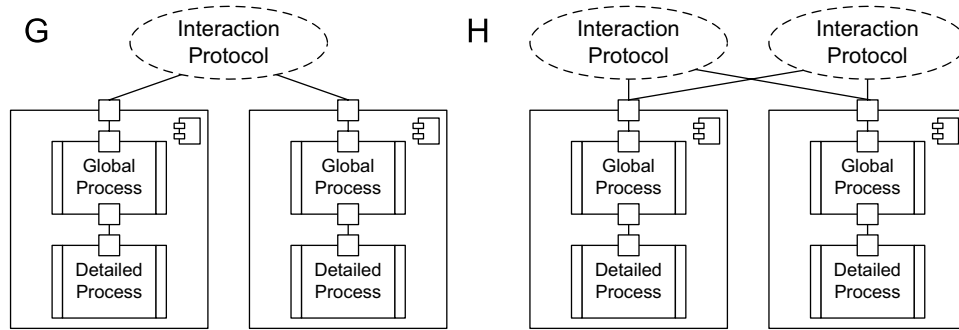 G
Interaction
Protocol
Global
Process
Detailed
Process
Global
Process
Detailed
Process
H
Interaction
Protocol
Interaction
Protocol
Global
Process
Detailed
Process
Global
Process
Detailed
Process